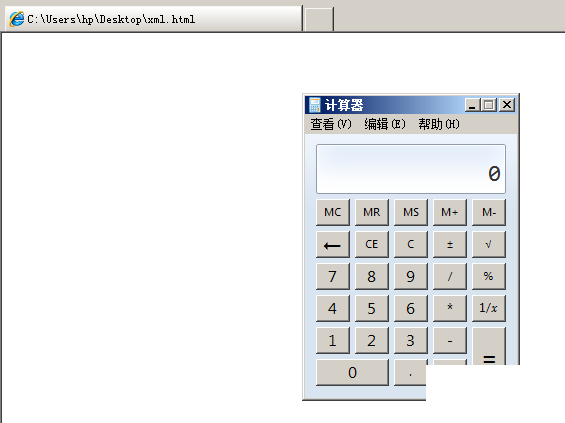 C:\Users\hp\Desktop\xml.html
计算器
查看(V) 编辑(E) 帮助(H)
0
MC MR MS M+ M-
← CE C ± √
7 8 9 / %
4 5 6 * 1/x
1 2 3 -
=
0 .